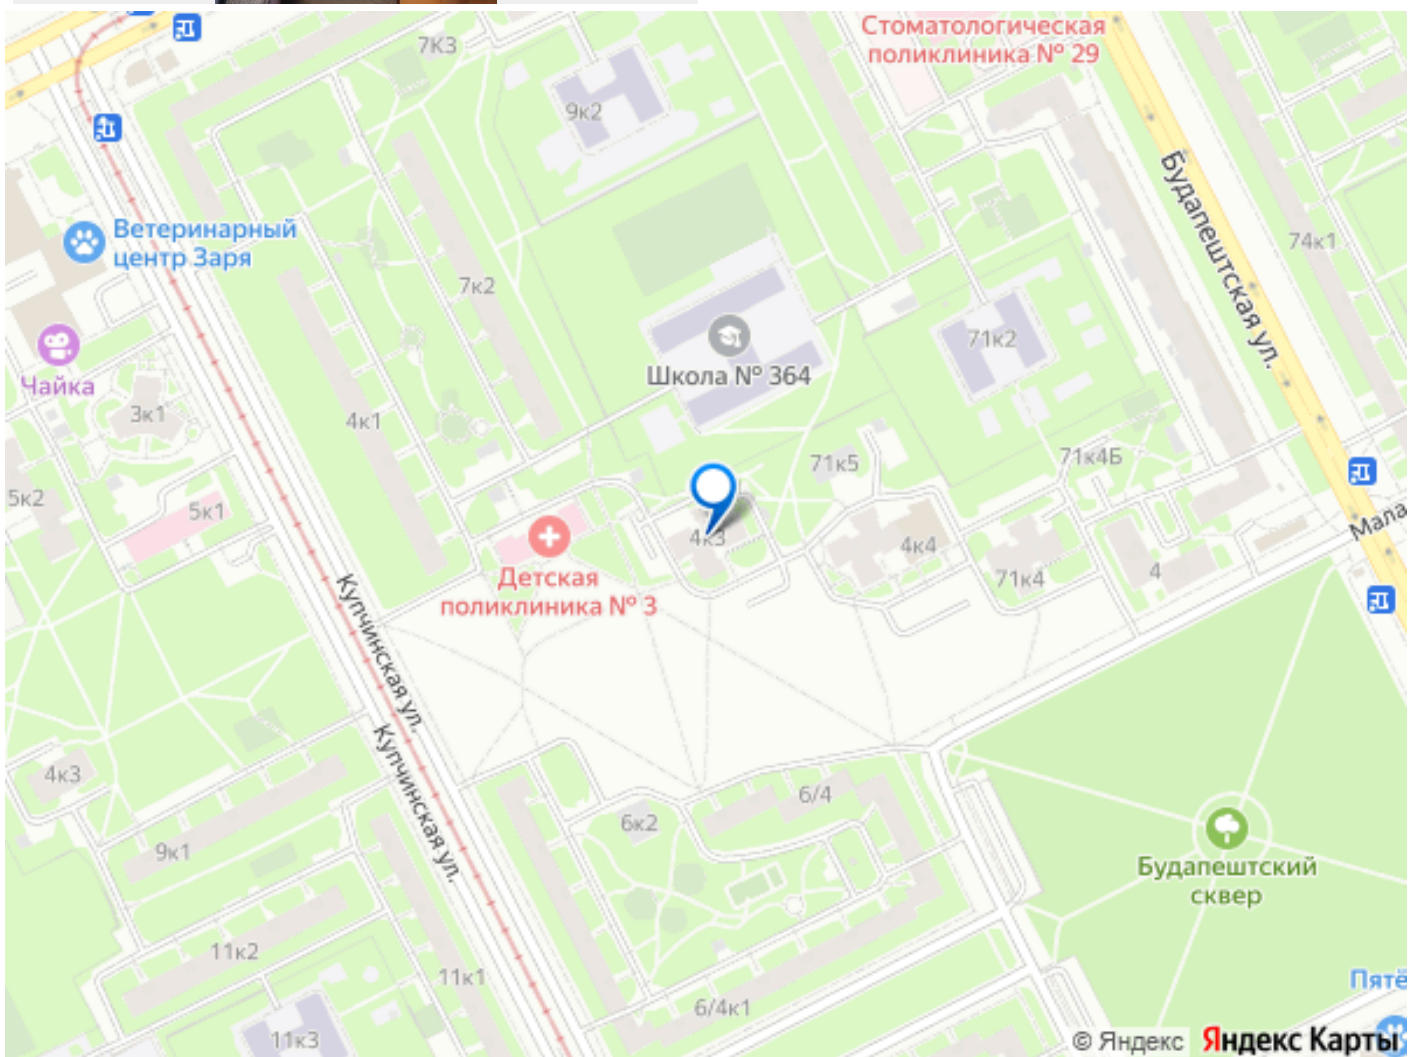 7К3
Стоматологическая
поликлиника № 29
9к2
Будапештская ул.
Ветеринарный
центр Заря
74к1
7к2
71к2
Чайка
Школа № 364
3к1
4к1
71к5
71к4Б
5к2
5к1
4к3
4к4
Мала
Детская
поликлиника № 3
71к4
4
Купчинская ул.
Купчинская ул.
4к3
6/4
6к2
9к1
Будапештский
сквер
11к2
11к1
6/4к1
Пятё
11к3
© Яндекс Яндекс Карты